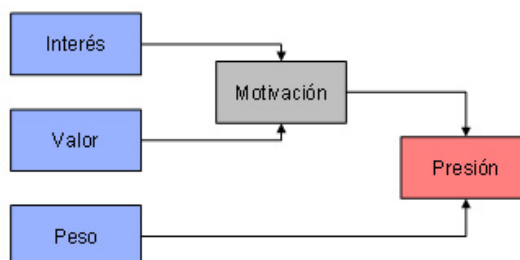 Interés
Motivación
Valor
Presión
Peso